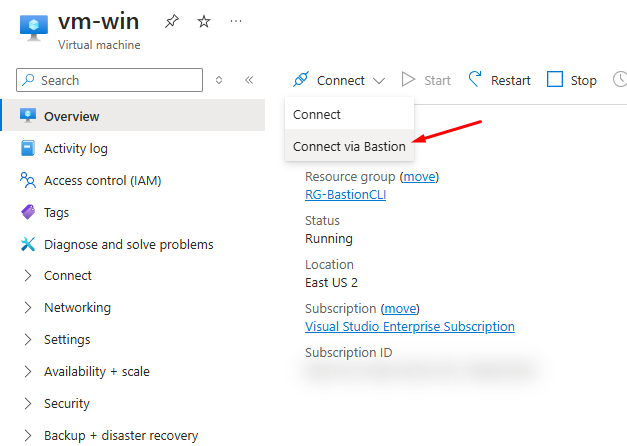 vm-win
Virtual machine
Search
Connect
Start
Restart
Stop
Overview
Activity log
Access control (IAM)
Tags
Diagnose and solve problems
Connect
Networking
Settings
Availability + scale
Security
Backup + disaster recovery
Connect
Connect via Bastion
Resource group (move)
RG-BastionCLI
Status
Running
Location
East US 2
Subscription (move)
Visual Studio Enterprise Subscription
Subscription ID